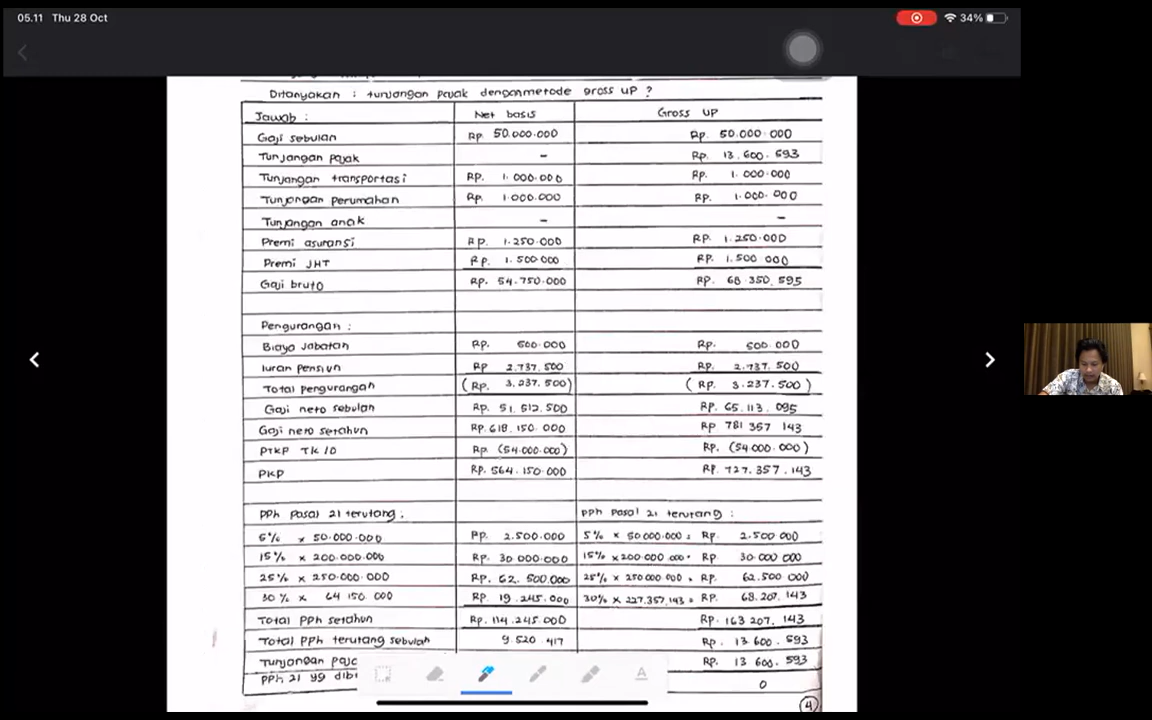 05.11 Thu 28 Oct
34%
Ditanyakan : tunjangan pajak dengan metode gross up ?
Jawab : Net basis Gross up
Gaji sebulan Rp 50.000.000 Rp. 50.000.000
Tunjangan pajak - Rp. 13.600.593
Tunjangan transportasi Rp. 1.000.000 Rp. 1.000.000
Tunjangan perumahan Rp 1.000.000 Rp. 1.000.000
Tunjangan anak - -
Premi asuransi Rp. 1.250.000 Rp. 1.250.000
Premi JHT Rp. 1.500.000 Rp. 1.500 000
Gaji bruto Rp. 54.750.000 Rp. 68.350.595
Pengurangan :
Biaya Jabatan Rp. 500.000 Rp. 500.000
Iuran pensiun Rp 2.737.500 Rp. 2.737.500
Total pengurangan (Rp. 3.237.500) (Rp. 3.237.500)
Gaji neto sebulan Rp. 51.512.500 Rp. 65.113.095
Gaji neto setahun Rp. 618.150.000 Rp 781 357 143
PTKP TK/0 Rp. (54.000.000) Rp. (54.000.000)
PKP Rp. 564.150.000 Rp. 727.357.143
PPh Pasal 21 terutang : PPh Pasal 21 terutang :
5% x 50.000.000 Rp. 2.500.000 5% x 50.000.000 = Rp. 2.500 000
15% x 200.000.000 Rp. 30 000.000 15% x 200.000.000 = Rp 30 000 000
25% x 250.000.000 Rp. 62.500.000 25% x 250 000 000 = Rp. 62.500 000
30% x 64 150 000 Rp. 19.245.000 30% x 227,357,143 = Rp. 68.207.143
Total PPh setahun Rp. 114.245.000 Rp. 163 207.143
Total PPh terutang sebulan 9.520.417 Rp. 13 600.593
Tunjangan Paja Rp. 13 600.593
PPh 21 yg dib 0
A
4